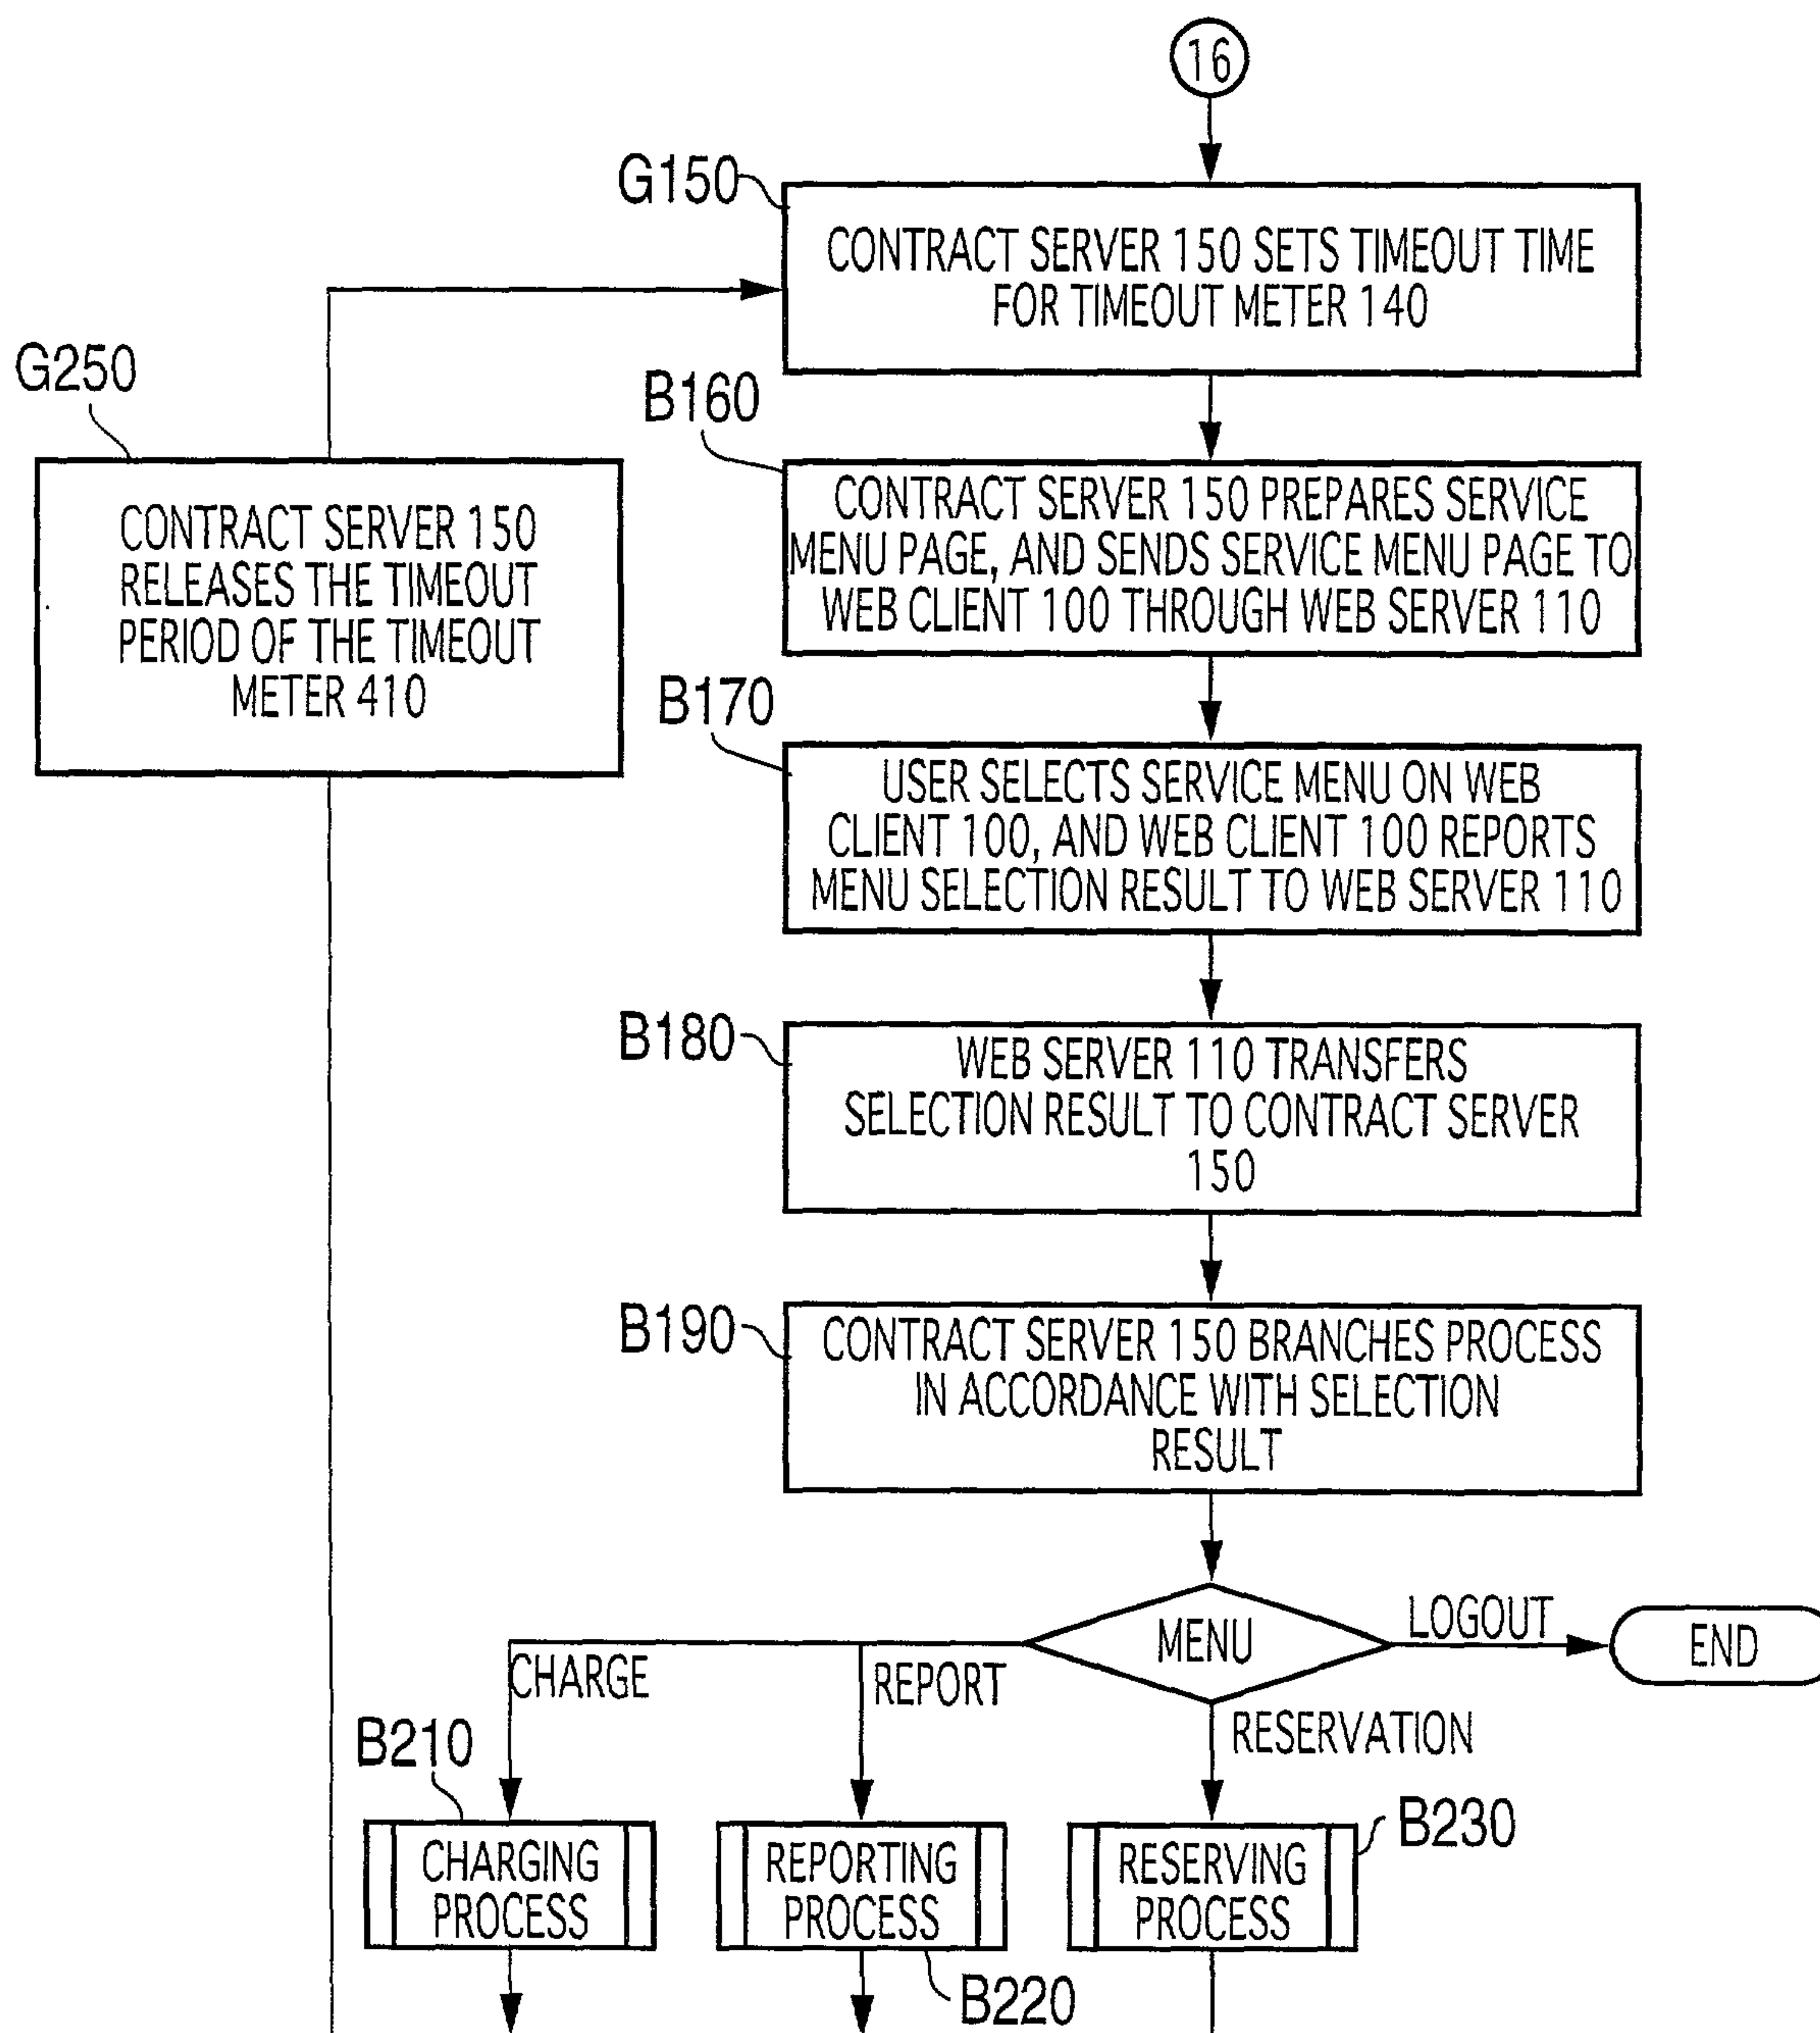 16
G150
CONTRACT SERVER 150 SETS TIMEOUT TIME
FOR TIMEOUT METER 140
G250
CONTRACT SERVER 150
RELEASES THE TIMEOUT
PERIOD OF THE TIMEOUT
METER 410
B160
CONTRACT SERVER 150 PREPARES SERVICE
MENU PAGE, AND SENDS SERVICE MENU PAGE TO
WEB CLIENT 100 THROUGH WEB SERVER 110
B170
USER SELECTS SERVICE MENU ON WEB
CLIENT 100, AND WEB CLIENT 100 REPORTS
MENU SELECTION RESULT TO WEB SERVER 110
B180
WEB SERVER 110 TRANSFERS
SELECTION RESULT TO CONTRACT SERVER
150
B190
CONTRACT SERVER 150 BRANCHES PROCESS
IN ACCORDANCE WITH SELECTION
RESULT
MENU
LOGOUT
END
CHARGE
REPORT
RESERVATION
B210
CHARGING
PROCESS
REPORTING
PROCESS
B220
RESERVING
PROCESS
B230